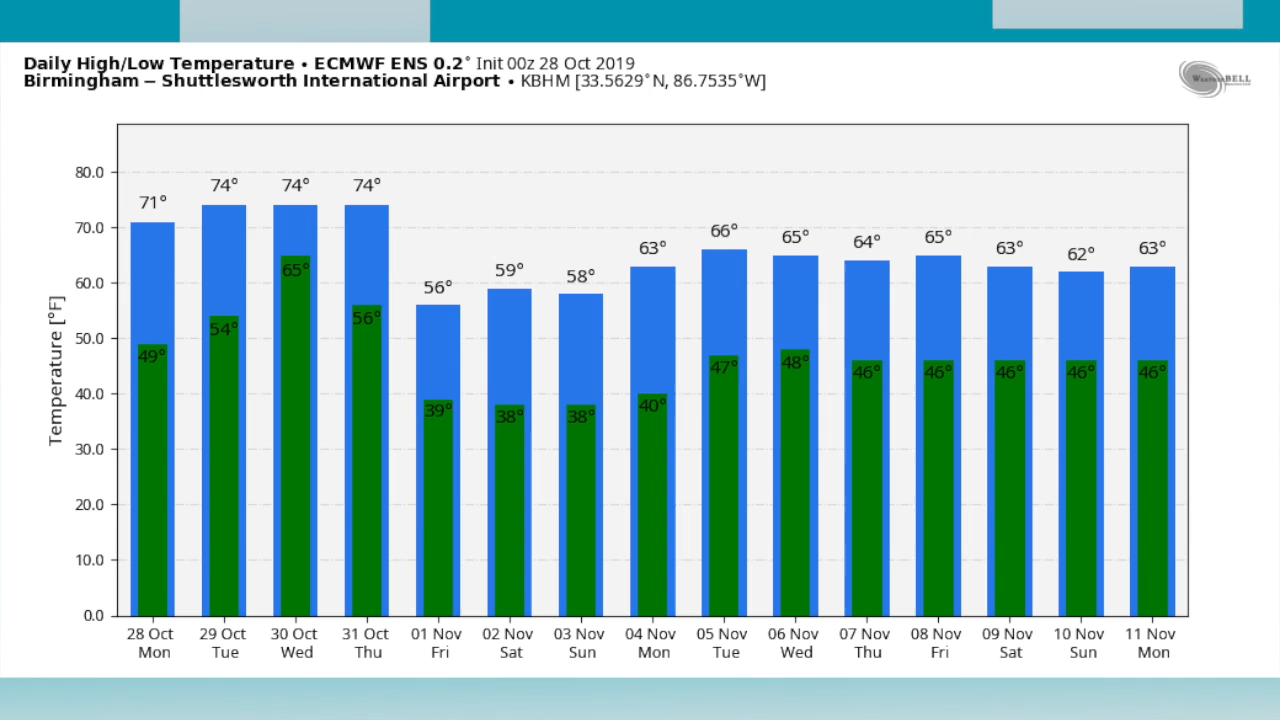 Daily High/Low Temperature • ECMWF ENS 0.2° Init 00z 28 Oct 2019
Birmingham – Shuttlesworth International Airport • KBHM [33.5629°N, 86.7535°W]
WeatherBELL
Temperature [°F]
80.0
70.0
60.0
50.0
40.0
30.0
20.0
10.0
0.0
71° 74° 74° 74° 56° 59° 58° 63° 66° 65° 64° 65° 63° 62° 63°
49° 54° 65° 56° 39° 38° 38° 40° 47° 48° 46° 46° 46° 46° 46°
28 Oct 29 Oct 30 Oct 31 Oct 01 Nov 02 Nov 03 Nov 04 Nov 05 Nov 06 Nov 07 Nov 08 Nov 09 Nov 10 Nov 11 Nov
Mon Tue Wed Thu Fri Sat Sun Mon Tue Wed Thu Fri Sat Sun Mon